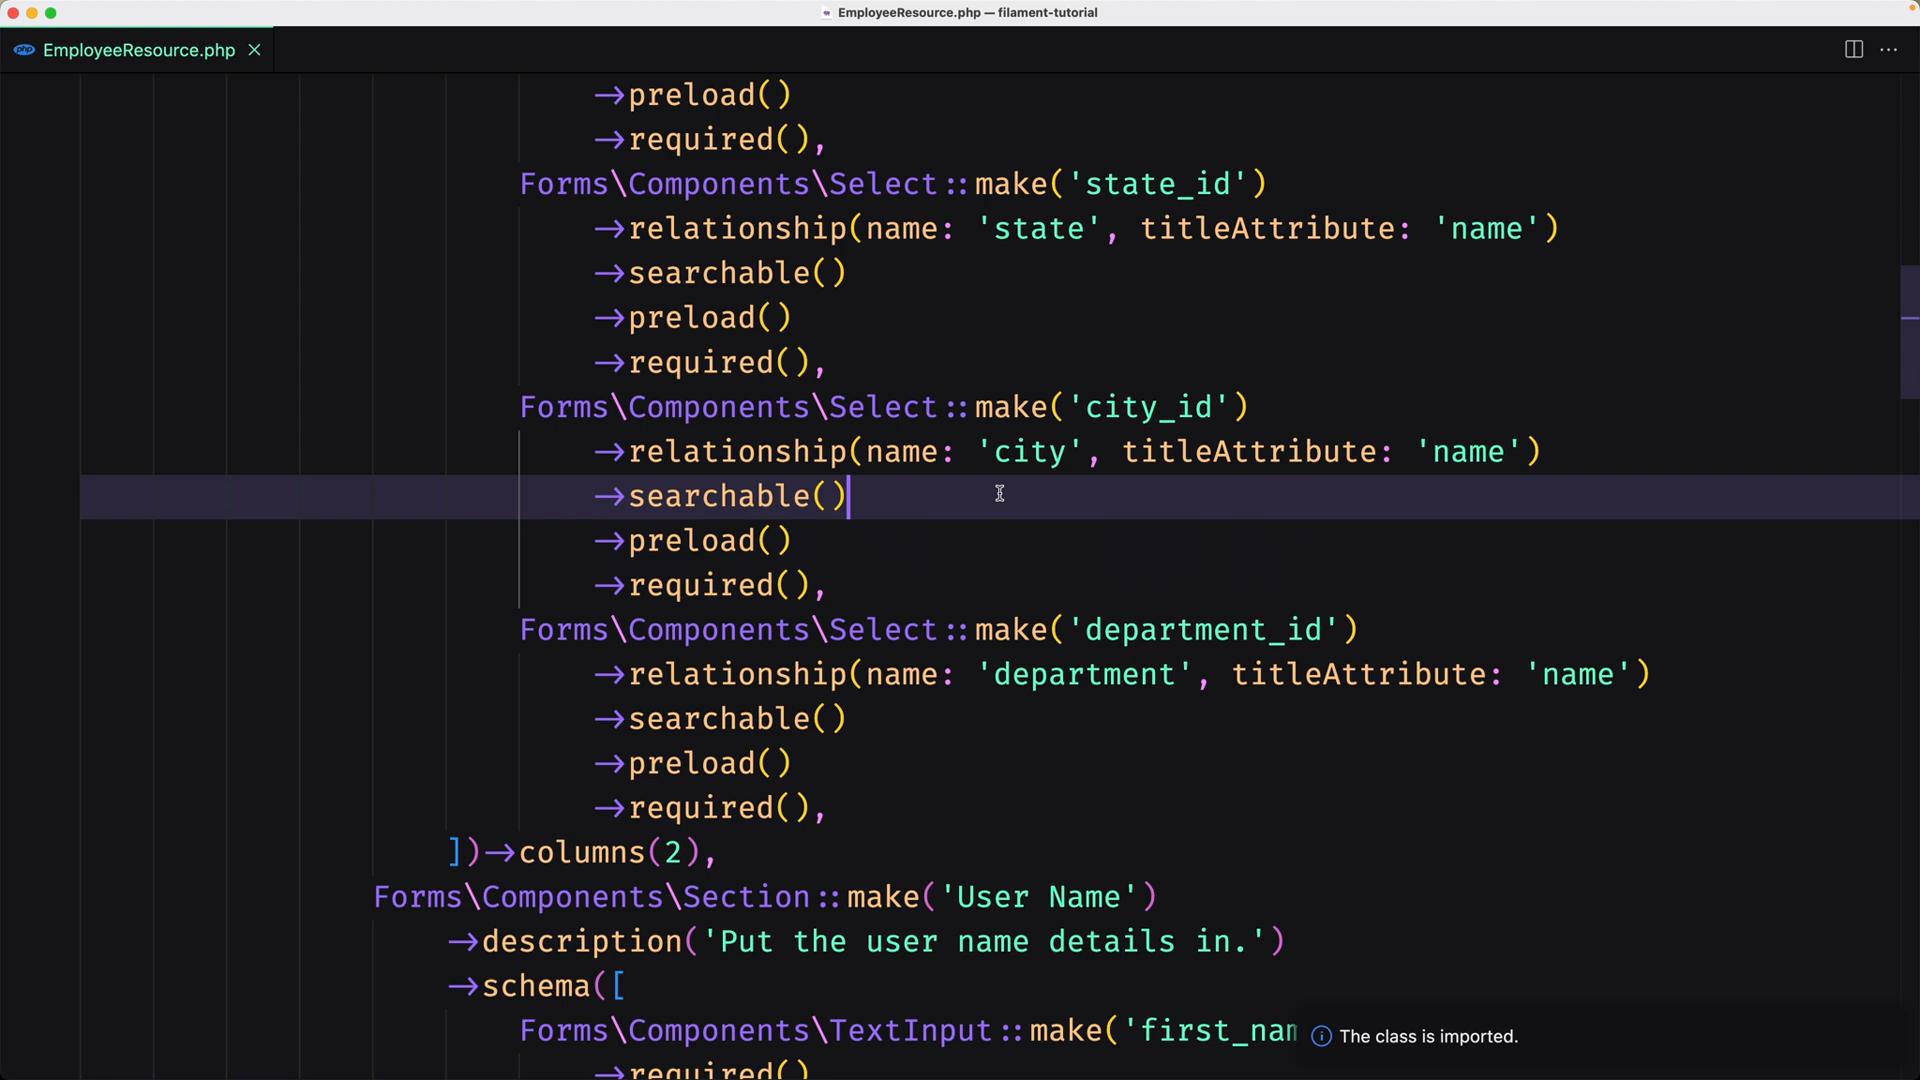 EmployeeResource.php — filament-tutorial
php EmployeeResource.php
->preload()
->required(),
Forms\Components\Select::make('state_id')
->relationship(name: 'state', titleAttribute: 'name')
->searchable()
->preload()
->required(),
Forms\Components\Select::make('city_id')
->relationship(name: 'city', titleAttribute: 'name')
->searchable()
->preload()
->required(),
Forms\Components\Select::make('department_id')
->relationship(name: 'department', titleAttribute: 'name')
->searchable()
->preload()
->required(),
])->columns(2),
Forms\Components\Section::make('User Name')
->description('Put the user name details in.')
->schema([
Forms\Components\TextInput::make('first_nam
The class is imported.
->required()